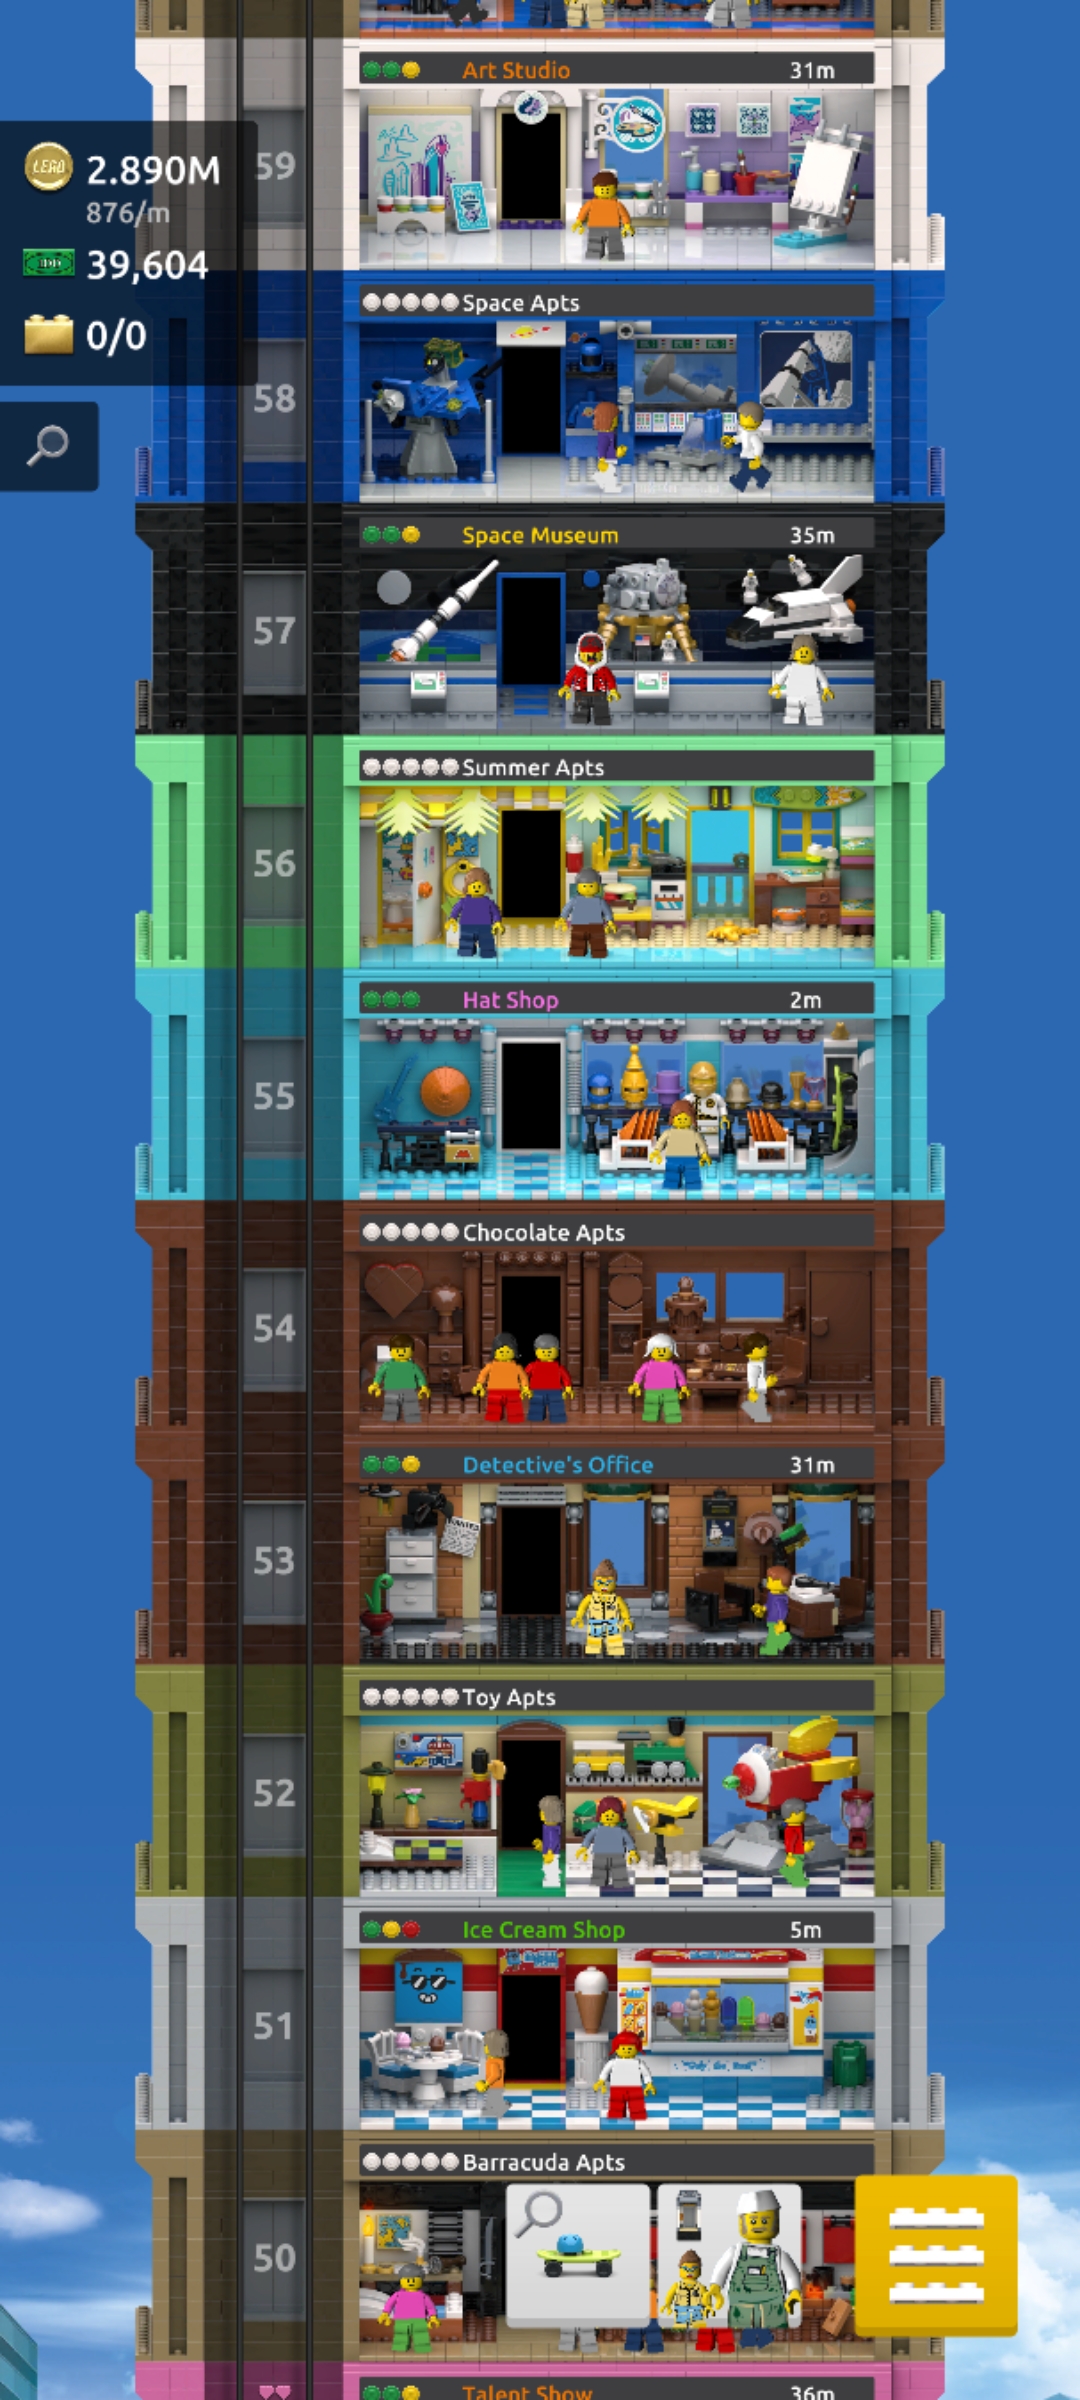 Art Studio 31m
LEGO 2.890M
59
876/m
39,604
Space Apts
0/0
58
Space Museum 35m
57
Summer Apts
56
Hat Shop 2m
55
Chocolate Apts
54
Detective's Office 31m
WANTED
53
Toy Apts
52
Ice Cream Shop 5m
51
Barracuda Apts
50
Talent Show 36m